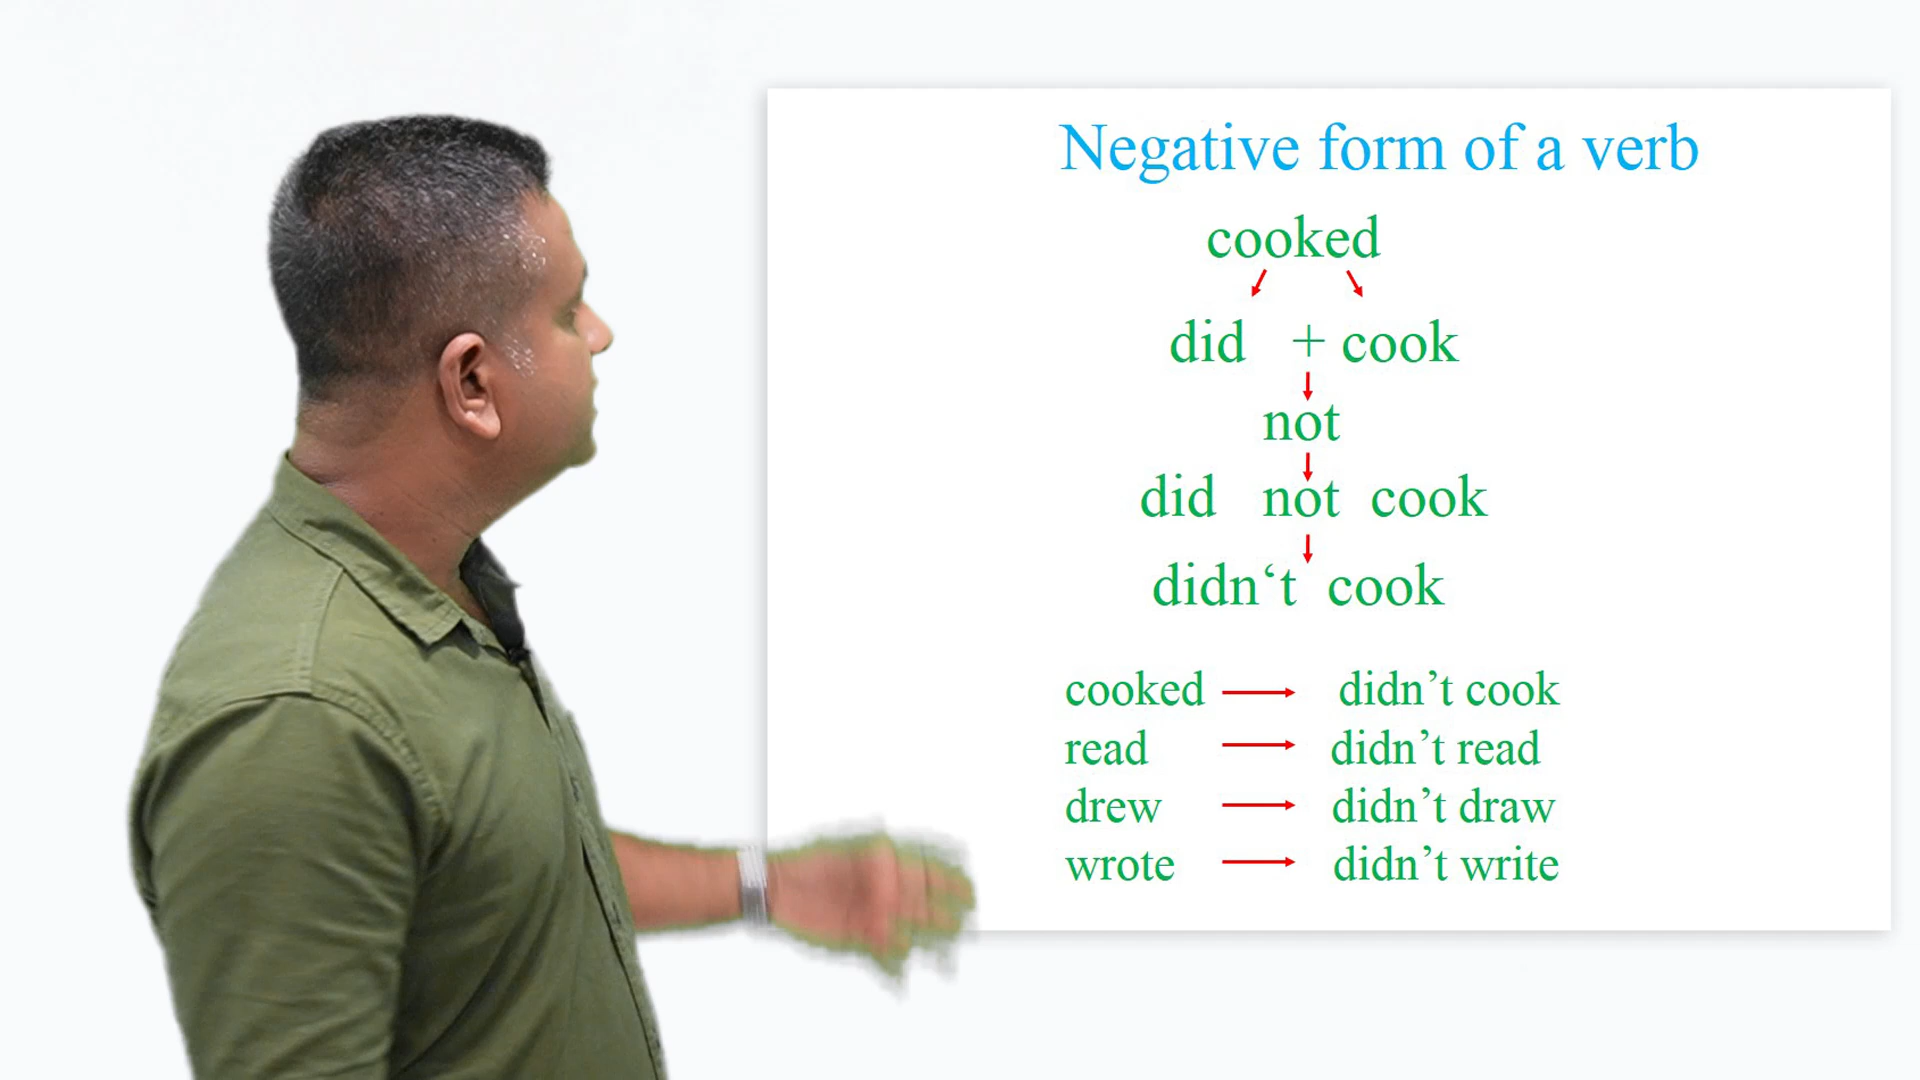 Negative form of a verb
cooked
did + cook
not
did not cook
didn‘t cook
cooked didn’t cook
read didn’t read
drew didn’t draw
wrote didn’t write